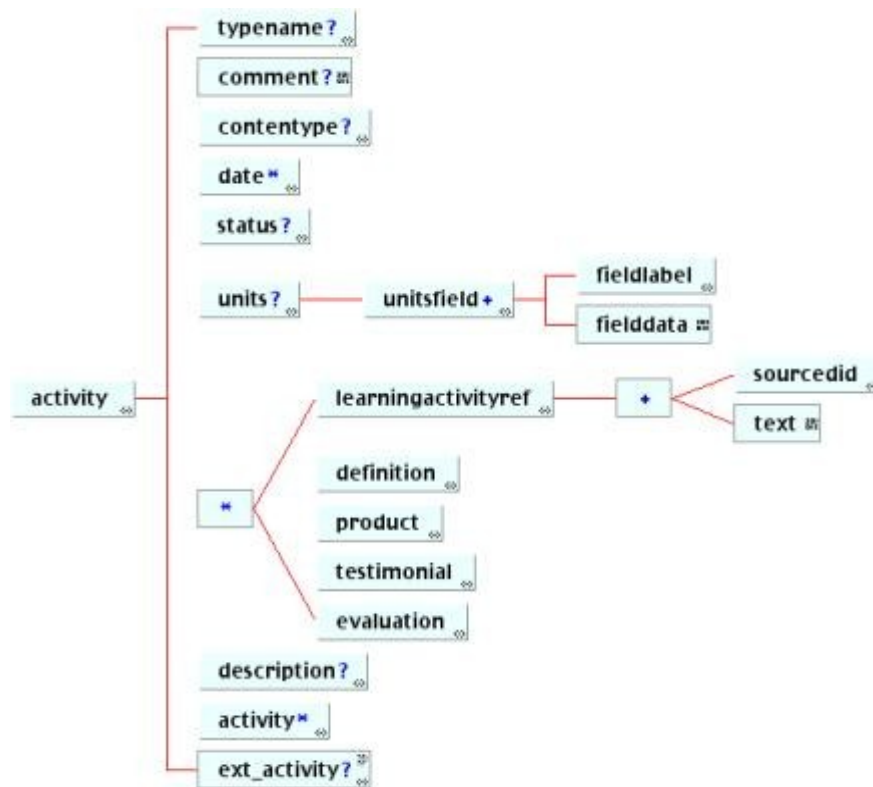 typename?
comment?
contentype?
date*
status?
units?
unitsfield+
fieldlabel
fielddata
activity
learningactivityref
+
sourcedid
text
*
definition
product
testimonial
evaluation
description?
activity*
ext_activity?